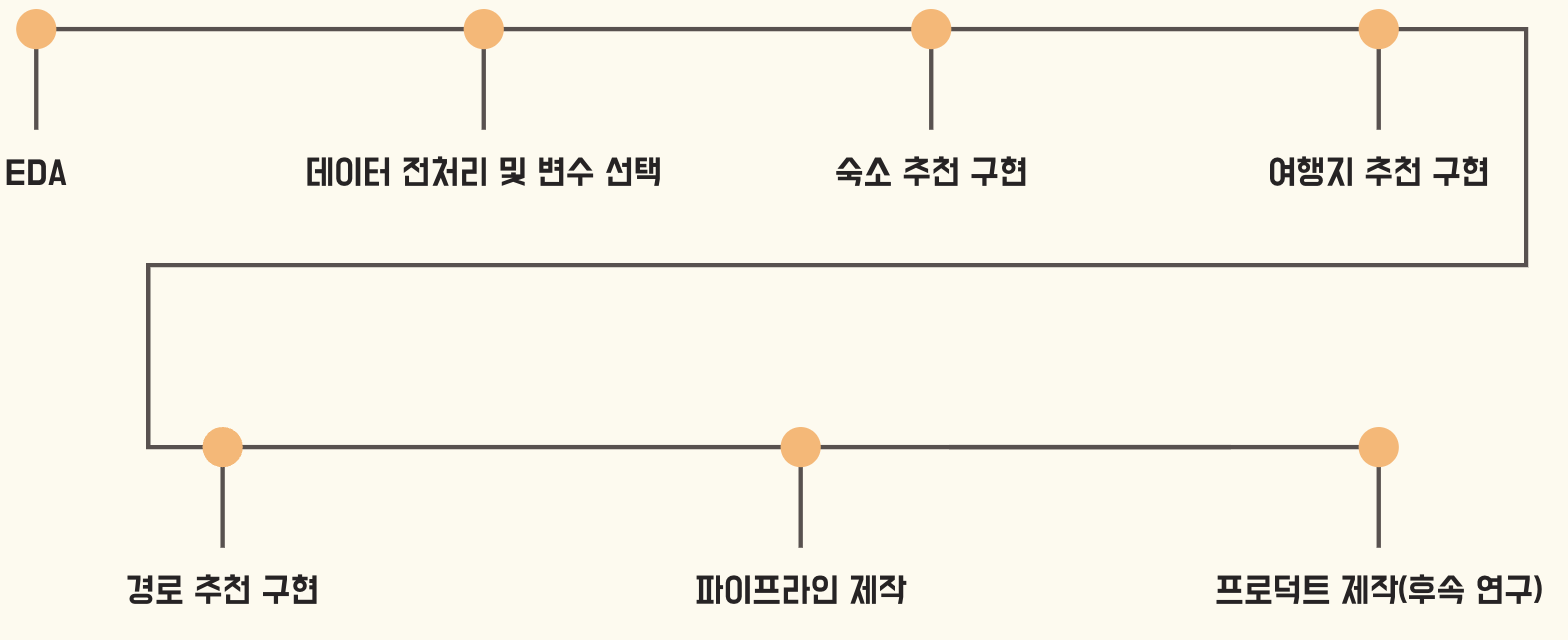 EDA
데이터 전처리 및 변수 선택
숙소 추천 구현
여행지 추천 구현
경로 추천 구현
파이프라인 제작
프로덕트 제작(후속 연구)